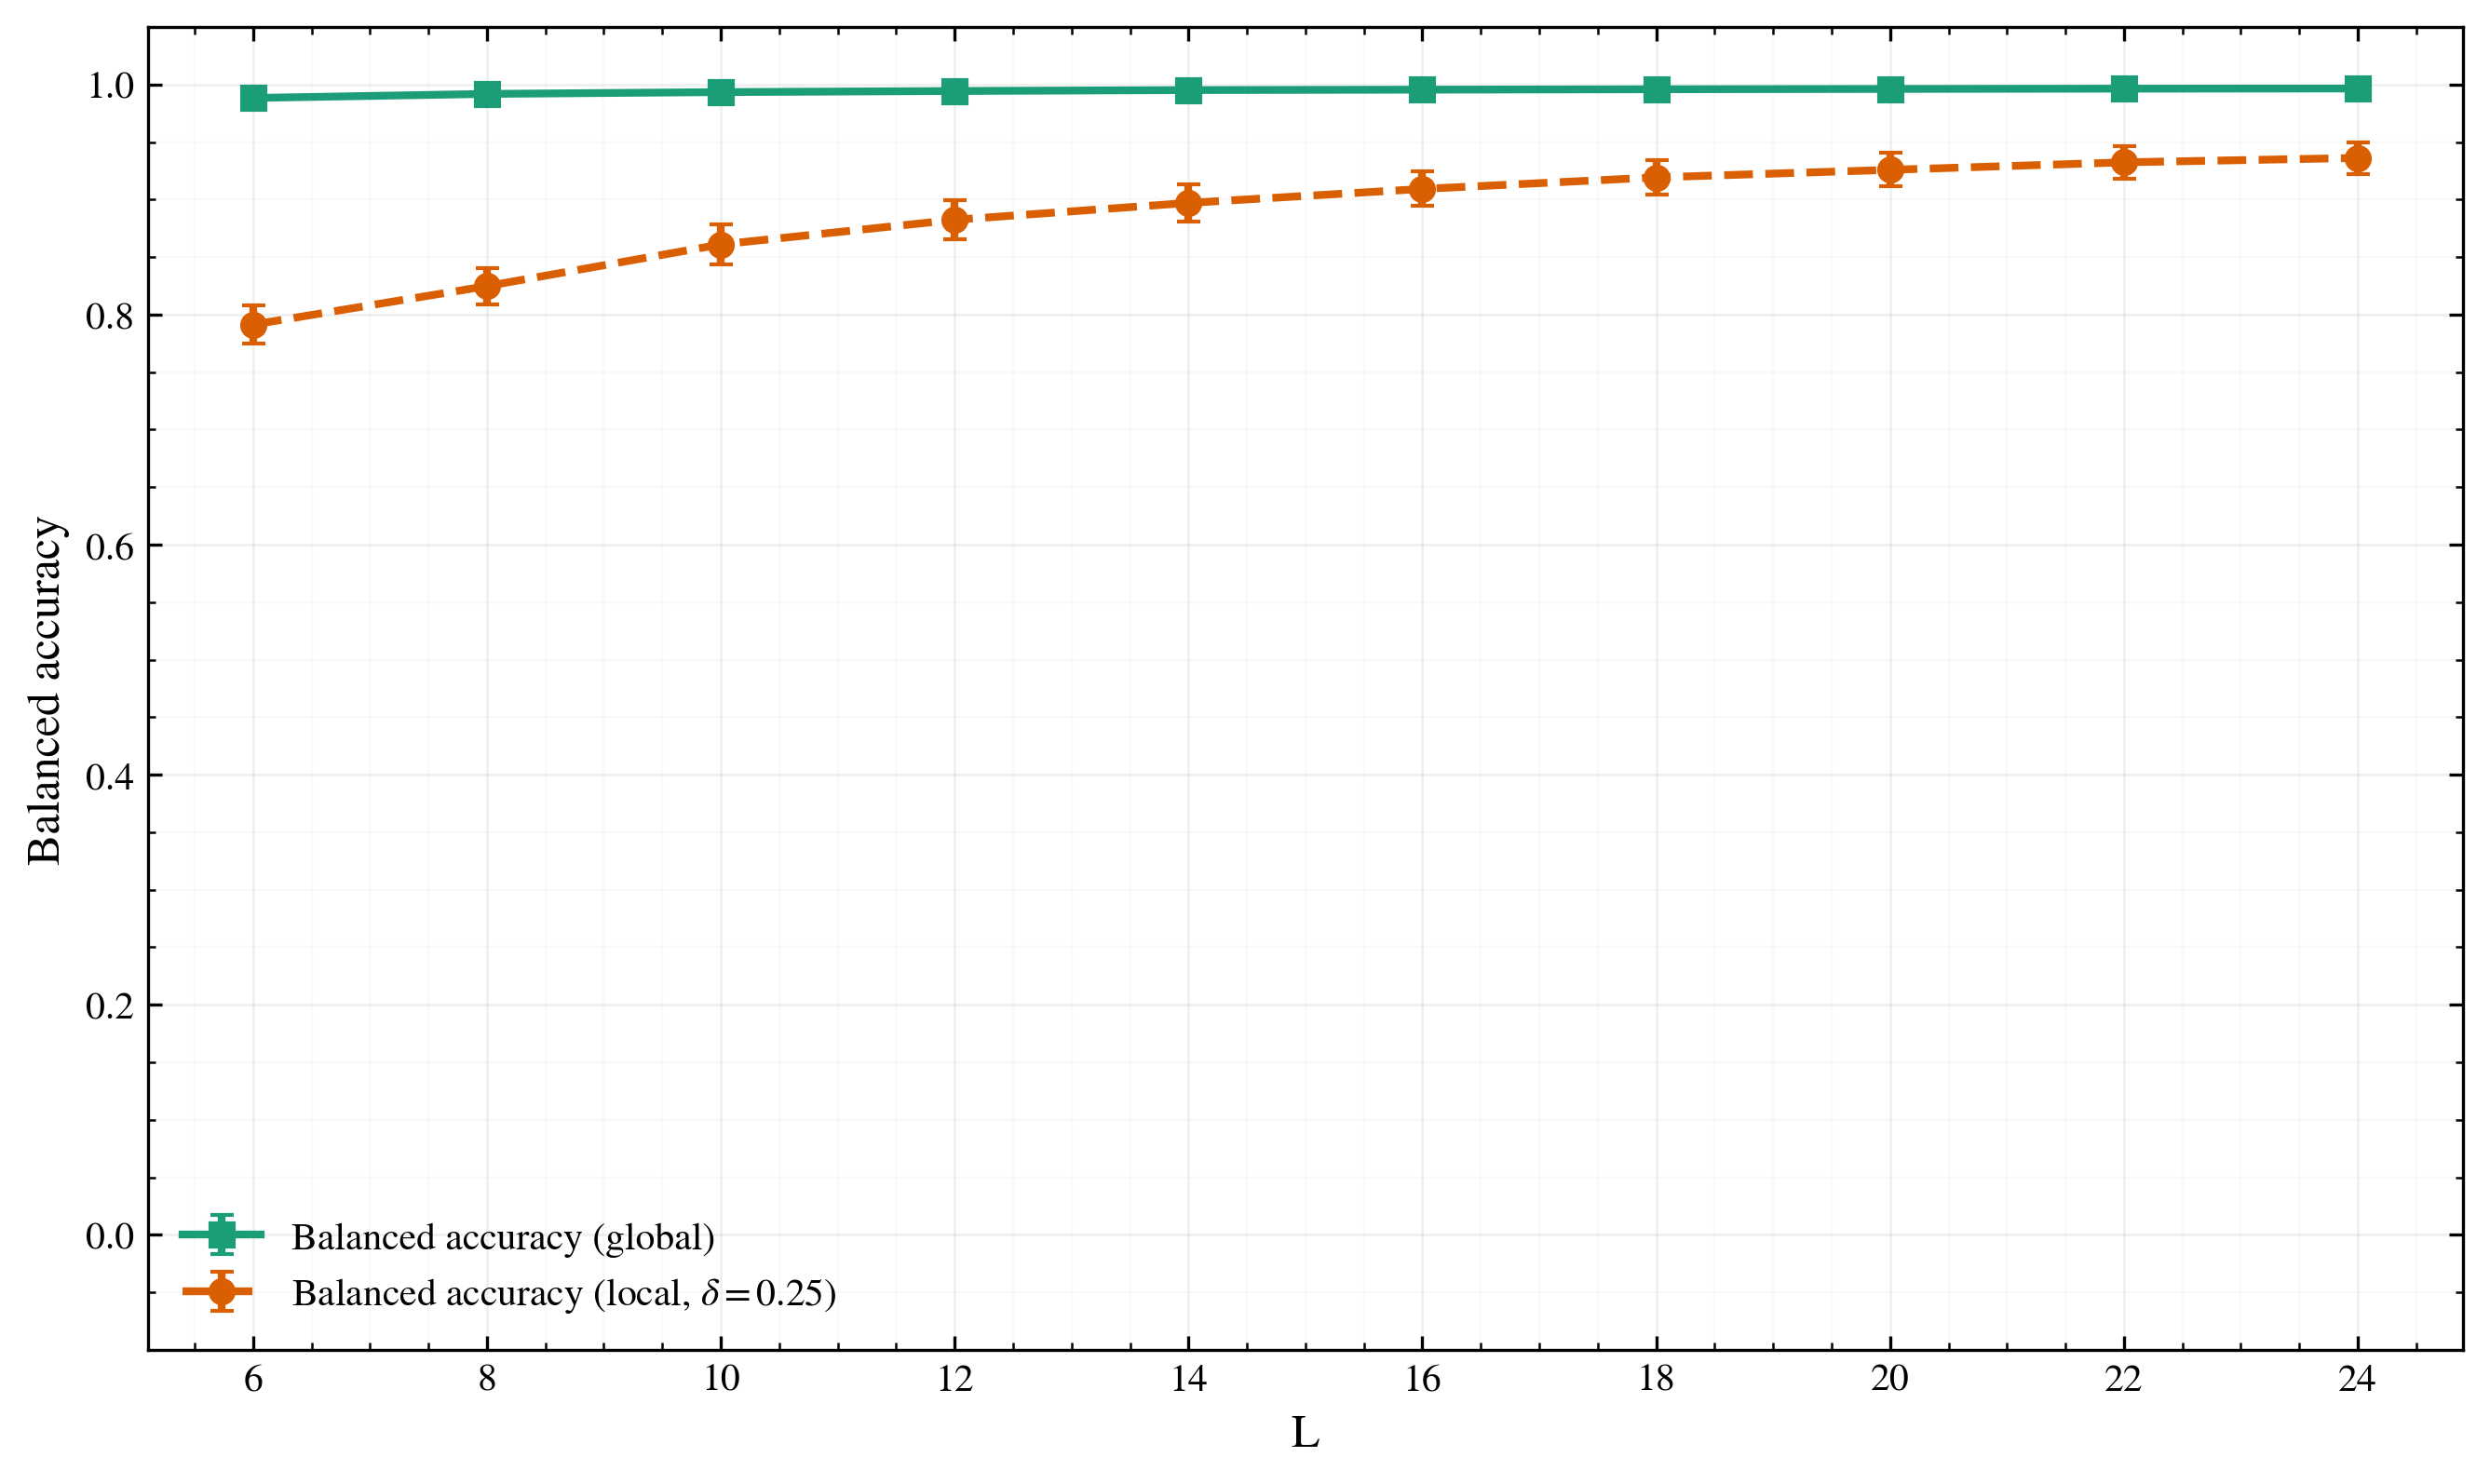 1.0
0.8
0.6
0.4
0.2
0.0
Balanced accuracy
Balanced accuracy (global)
Balanced accuracy (local, δ = 0.25)
6 8 10 12 14 16 18 20 22 24
L